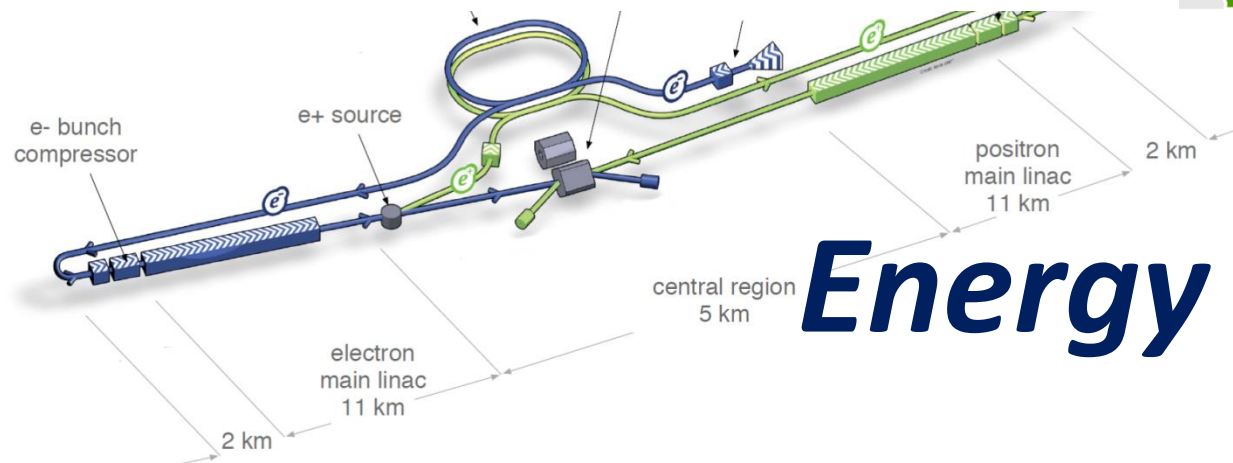 e- bunch
compressor
e+ source
e-
e+
e-
e+
positron
main linac
11 km
2 km
central region
5 km
Energy
electron
main linac
11 km
2 km